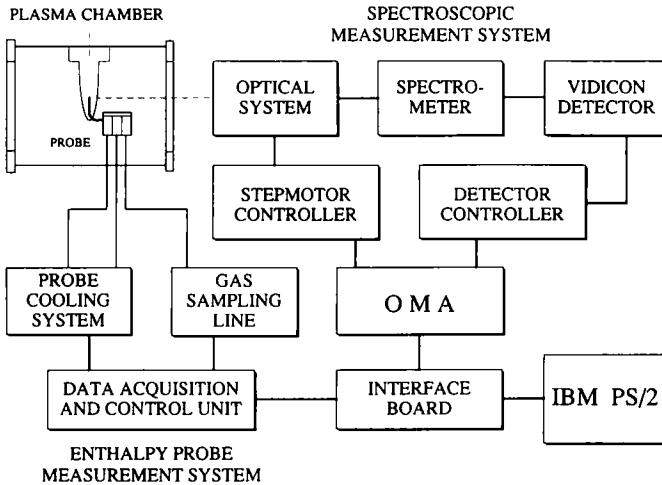 PLASMA CHAMBER
SPECTROSCOPIC
MEASUREMENT SYSTEM
OPTICAL
SYSTEM
SPECTRO-
METER
VIDICON
DETECTOR
PROBE
STEPMOTOR
CONTROLLER
DETECTOR
CONTROLLER
PROBE
COOLING
SYSTEM
GAS
SAMPLING
LINE
O M A
DATA ACQUISITION
AND CONTROL UNIT
INTERFACE
BOARD
IBM PS/2
ENTHALPY PROBE
MEASUREMENT SYSTEM